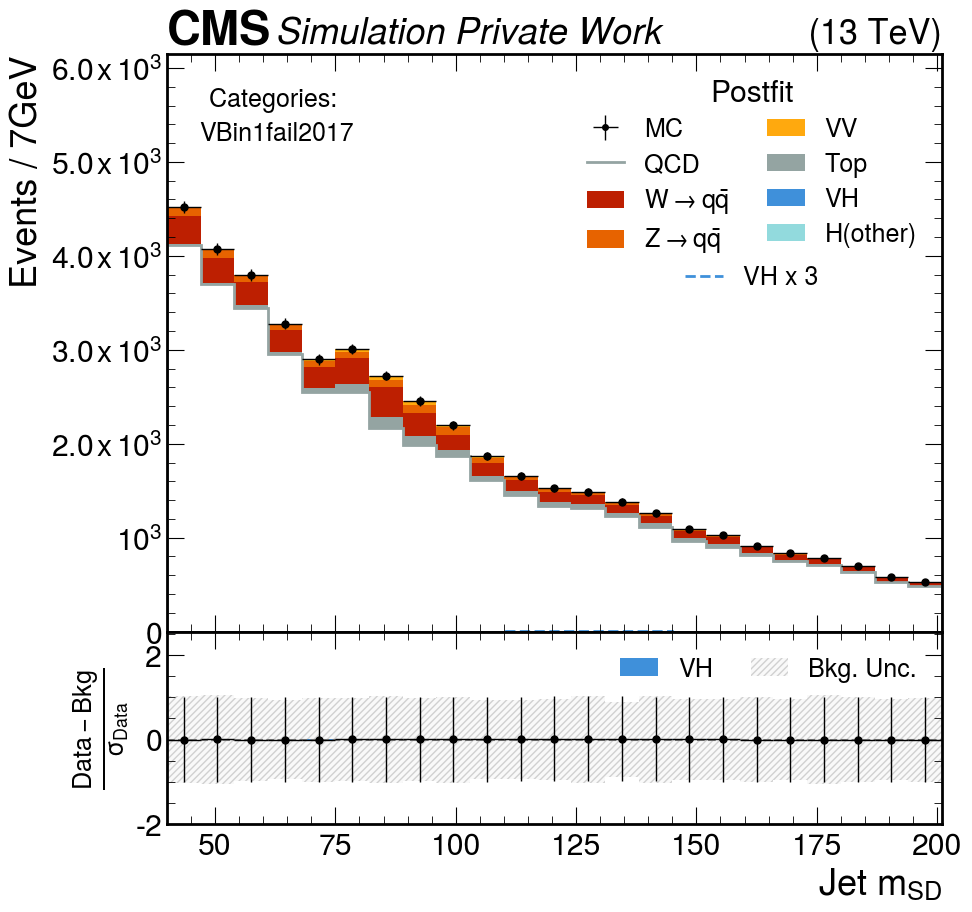 CMS Simulation Private Work (13 TeV)
Events / 7GeV
6.0 x 10³
5.0 x 10³
4.0 x 10³
3.0 x 10³
2.0 x 10³
10³
0
Categories:
VBin1fail2017
Postfit
MC
QCD
W → qq̄
Z → qq̄
VV
Top
VH
H(other)
VH x 3
Data – Bkg
σData
2
0
-2
VH
Bkg. Unc.
50 75 100 125 150 175 200
Jet mSD